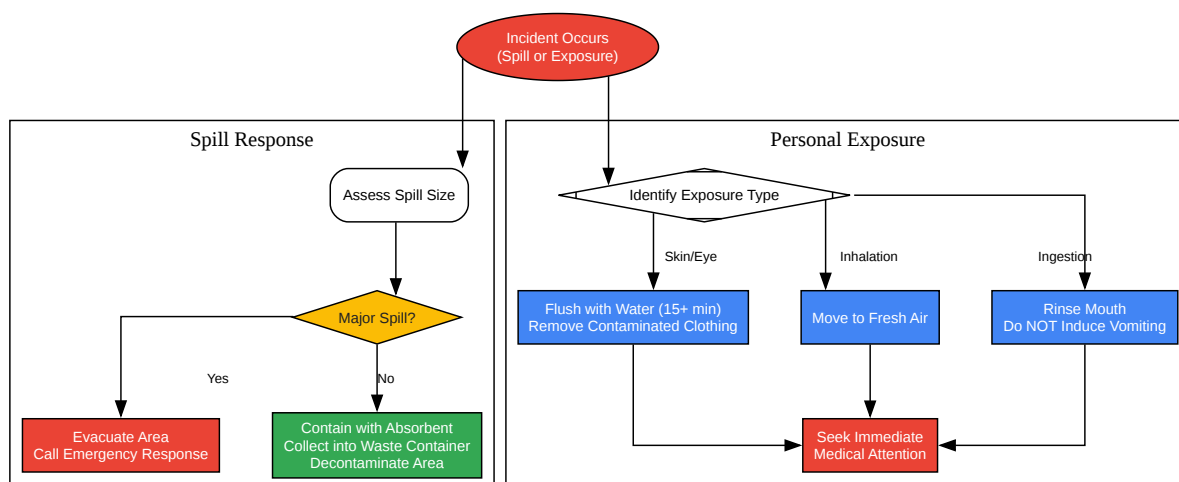 Incident Occurs
(Spill or Exposure)
Spill Response
Assess Spill Size
Major Spill?
Yes
No
Evacuate Area
Call Emergency Response
Contain with Absorbent
Collect into Waste Container
Decontaminate Area
Personal Exposure
Identify Exposure Type
Skin/Eye
Inhalation
Ingestion
Flush with Water (15+ min)
Remove Contaminated Clothing
Move to Fresh Air
Rinse Mouth
Do NOT Induce Vomiting
Seek Immediate
Medical Attention